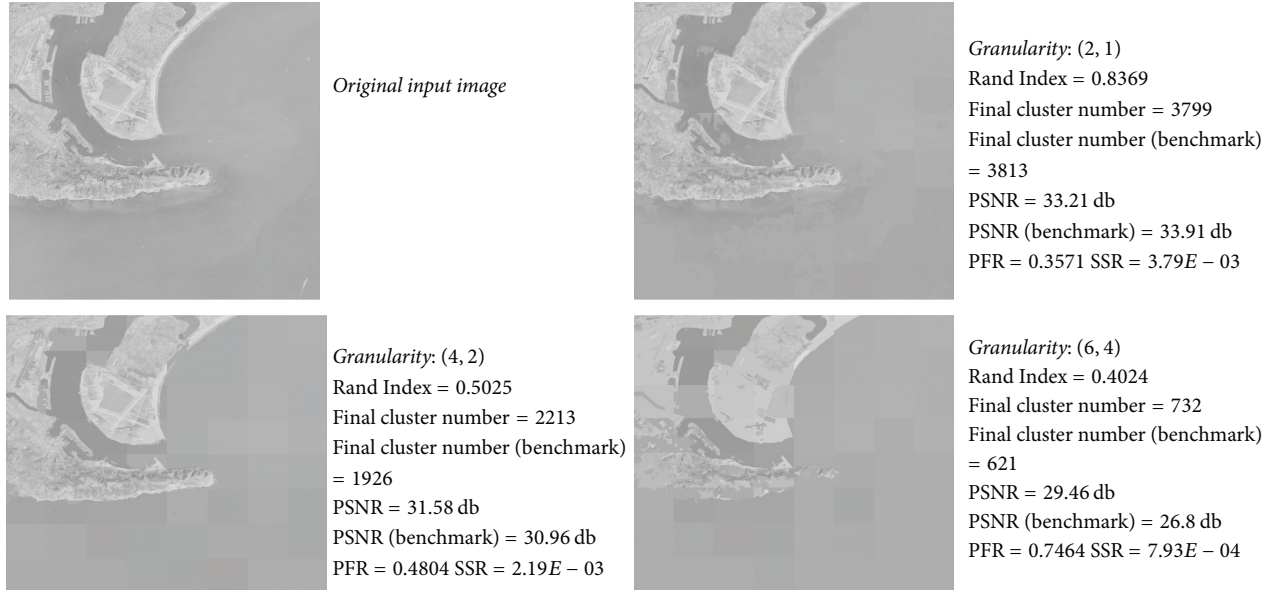 Original input image
Granularity: (2, 1)
Rand Index = 0.8369
Final cluster number = 3799
Final cluster number (benchmark)
= 3813
PSNR = 33.21 db
PSNR (benchmark) = 33.91 db
PFR = 0.3571 SSR = 3.79E − 03
Granularity: (4, 2)
Rand Index = 0.5025
Final cluster number = 2213
Final cluster number (benchmark)
= 1926
PSNR = 31.58 db
PSNR (benchmark) = 30.96 db
PFR = 0.4804 SSR = 2.19E − 03
Granularity: (6, 4)
Rand Index = 0.4024
Final cluster number = 732
Final cluster number (benchmark)
= 621
PSNR = 29.46 db
PSNR (benchmark) = 26.8 db
PFR = 0.7464 SSR = 7.93E − 04